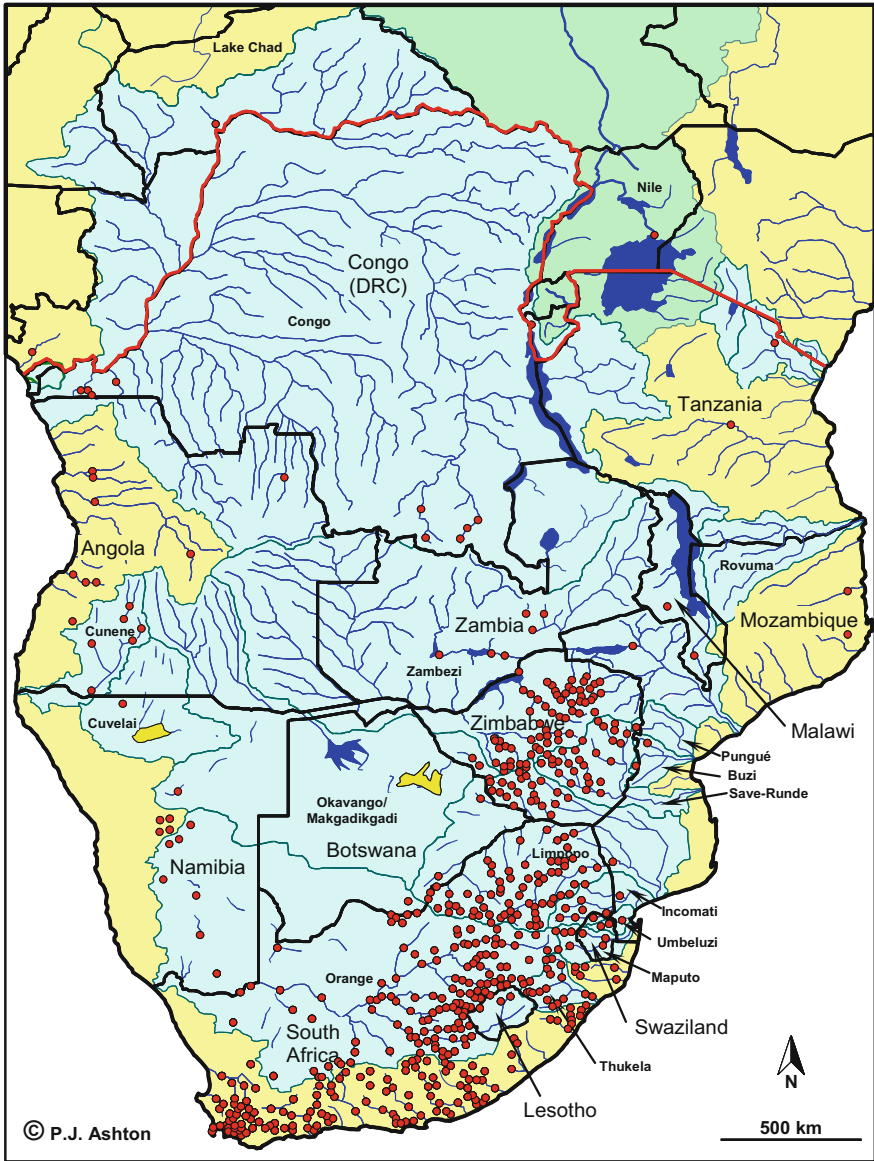 Lake Chad
Nile
Congo
(DRC)
Congo
Tanzania
Angola
Rovuma
Mozambique
Cunene
Zambia
Zambezi
Cuvelai
Zimbabwe
Malawi
Pungué
Buzi
Save-Runde
Okavango/
Makgadikgadi
Botswana
Limpopo
Namibia
Incomati
Umbeluzi
Maputo
Orange
Swaziland
South
Africa
Thukela
Lesotho
N
© P.J. Ashton
500 km